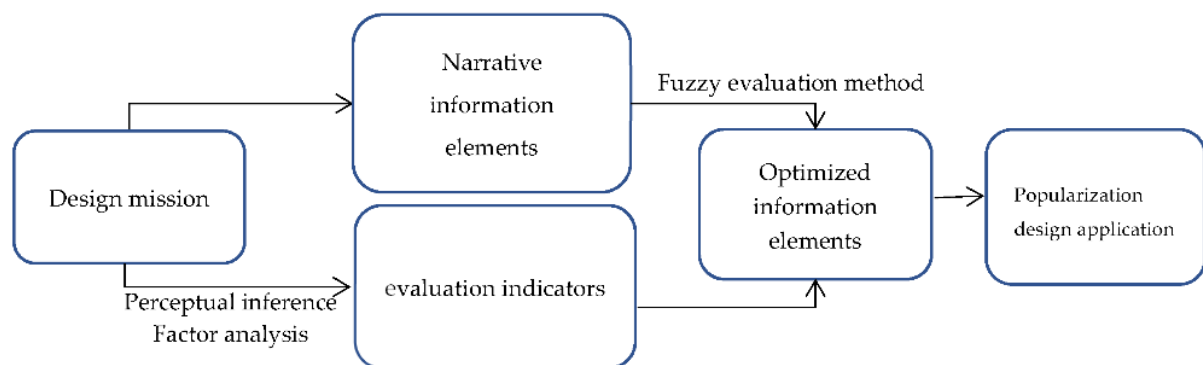 Design mission
Narrative
information
elements
Perceptual inference
Factor analysis
evaluation indicators
Fuzzy evaluation method
Optimized
information
elements
Popularization
design application